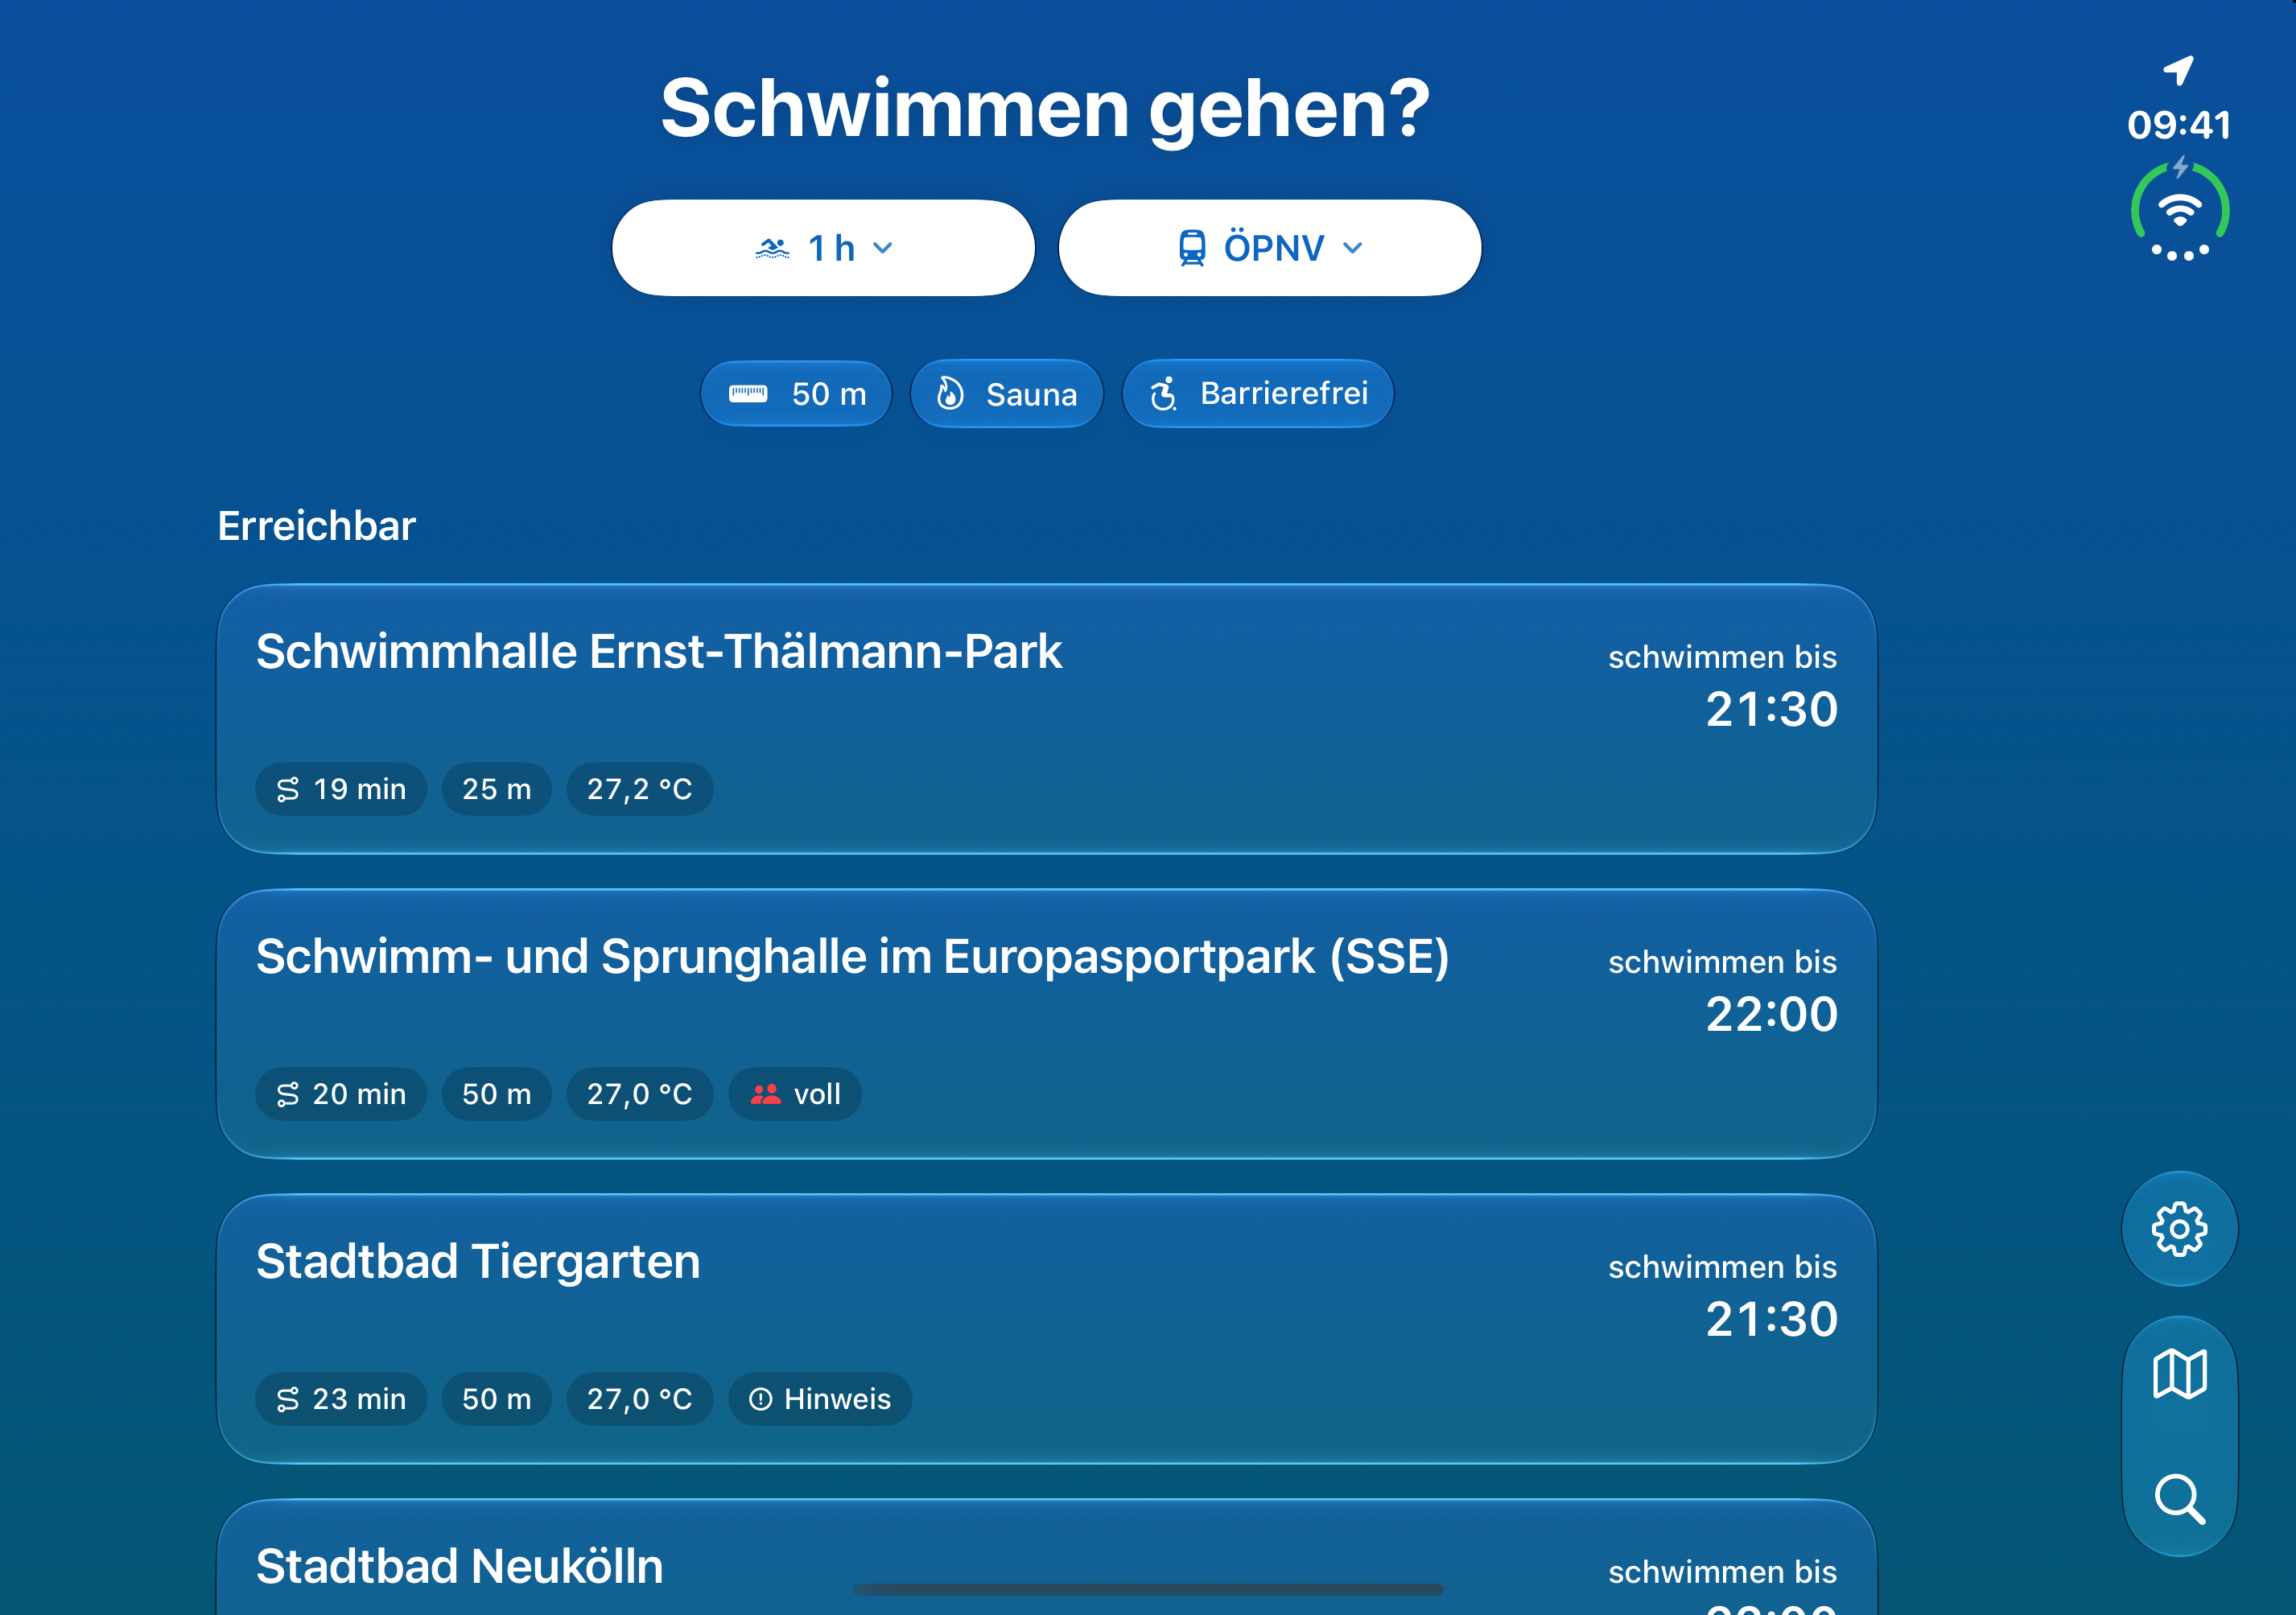 Schwimmen gehen?
09:41
1 h
ÖPNV
50 m
Sauna
Barrierefrei
Erreichbar
Schwimmhalle Ernst-Thälmann-Park
schwimmen bis
21:30
19 min
25 m
27,2 °C
Schwimm- und Sprunghalle im Europasportpark (SSE)
schwimmen bis
22:00
20 min
50 m
27,0 °C
voll
Stadtbad Tiergarten
schwimmen bis
21:30
23 min
50 m
27,0 °C
Hinweis
Stadtbad Neukölln
schwimmen bis